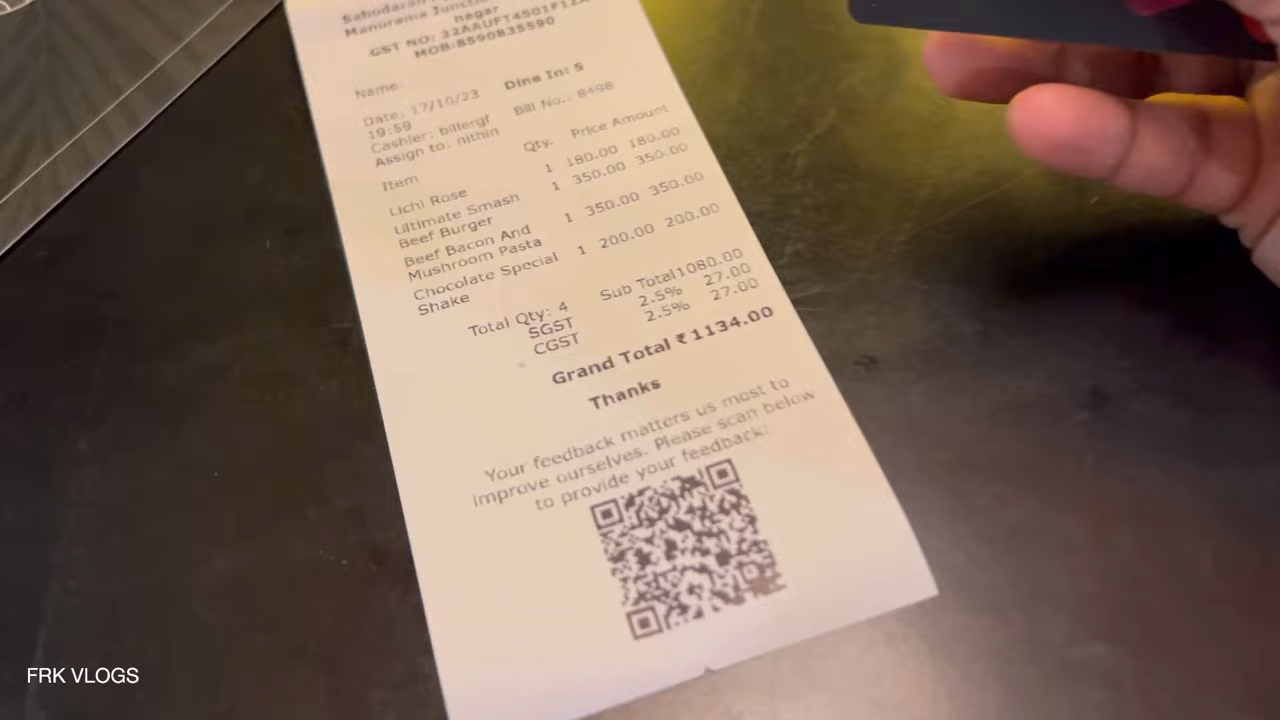 Sahodaran
Manorama Junction
nagar
GST NO: 32AAUFT4501F1Z
MOB:8590835590
Name:
Date: 17/10/23 Dine In: 5
19:59
Cashier: billergf Bill No.: 8498
Assign to. nithin
Item Qty. Price Amount
Lichi Rose 1 180.00 180.00
Ultimate Smash 1 350.00 350.00
Beef Burger
Beef Bacon And 1 350.00 350.00
Mushroom Pasta
Chocolate Special 1 200.00 200.00
Shake
Total Qty: 4 Sub Total1080.00
SGST 2.5% 27.00
CGST 2.5% 27.00
Grand Total ₹1134.00
Thanks
Your feedback matters us most to
improve ourselves. Please scan below
to provide your feedback:
FRK VLOGS